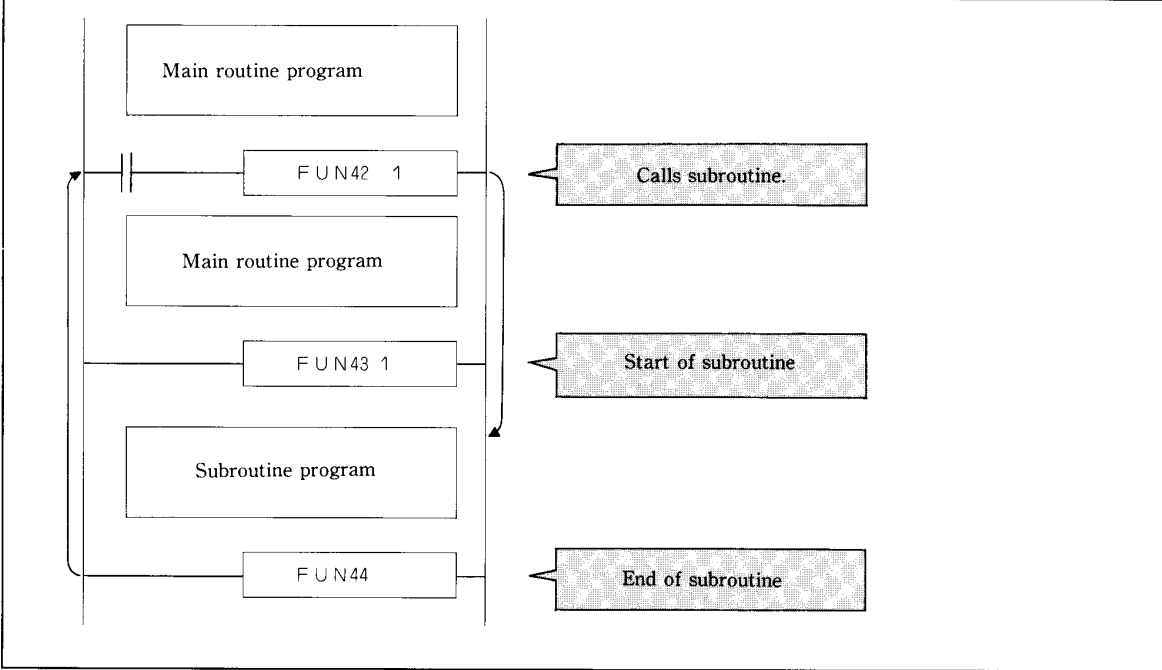 Main routine program
FUN42 1
Calls subroutine.
Main routine program
FUN43 1
Start of subroutine
Subroutine program
FUN44
End of subroutine